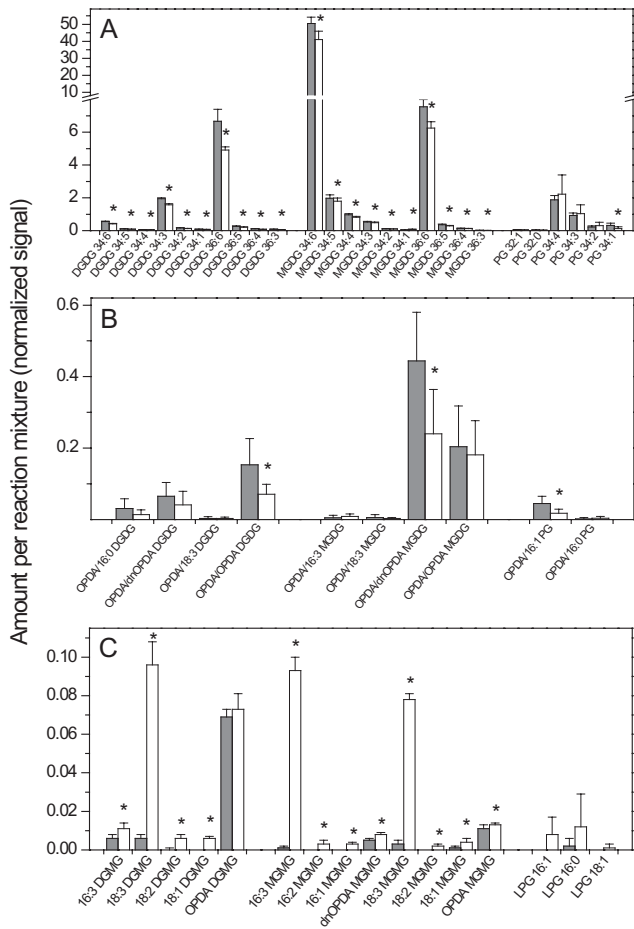 Amount per reaction mixture (normalized signal)
A
50
40
30
20
10
6
4
2
0
* * * * * * * * * *
* * * * * * * * * *
*
DGDG 34:6
DGDG 34:5
DGDG 34:4
DGDG 34:3
DGDG 34:2
DGDG 34:1
DGDG 36:6
DGDG 36:5
DGDG 36:4
DGDG 36:3
MGDG 34:6
MGDG 34:5
MGDG 34:4
MGDG 34:3
MGDG 34:2
MGDG 34:1
MGDG 36:6
MGDG 36:5
MGDG 36:4
MGDG 36:3
PG 32:1
PG 32:0
PG 34:4
PG 34:3
PG 34:2
PG 34:1
B
0.6
0.4
0.2
* * *
OPDA/16:0 DGDG
OPDA/dnOPDA DGDG
OPDA/18:3 DGDG
OPDA/OPDA DGDG
OPDA/16:3 MGDG
OPDA/18:3 MGDG
OPDA/dnOPDA MGDG
OPDA/OPDA MGDG
OPDA/16:1 PG
OPDA/16:0 PG
C
0.10
0.08
0.06
0.04
0.02
0.00
* * * *
* * * * * * * *
16:3 DGMG
18:3 DGMG
18:2 DGMG
18:1 DGMG
OPDA DGMG
16:3 MGMG
16:2 MGMG
16:1 MGMG
dnOPDA MGMG
18:3 MGMG
18:2 MGMG
18:1 MGMG
OPDA MGMG
LPG 16:1
LPG 16:0
LPG 18:1